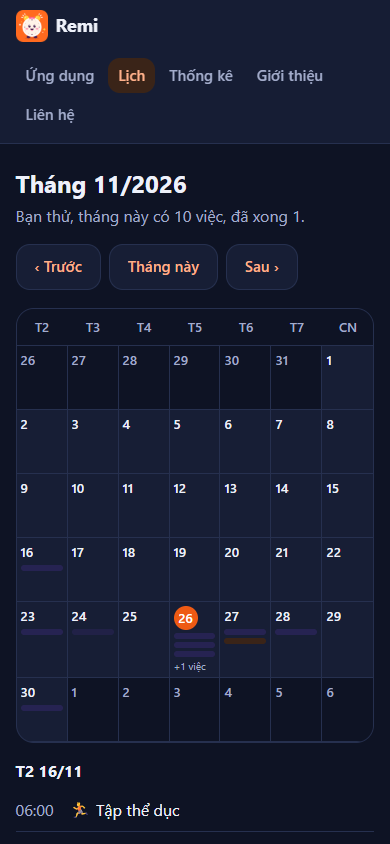 Remi
Ứng dụng Lịch Thống kê Giới thiệu
Liên hệ
Tháng 11/2026
Bạn thử, tháng này có 10 việc, đã xong 1.
‹ Trước Tháng này Sau ›
T2 T3 T4 T5 T6 T7 CN
26 27 28 29 30 31 1
2 3 4 5 6 7 8
9 10 11 12 13 14 15
16 17 18 19 20 21 22
23 24 25 26 27 28 29
+1 việc
30 1 2 3 4 5 6
T2 16/11
06:00 🏃 Tập thể dục